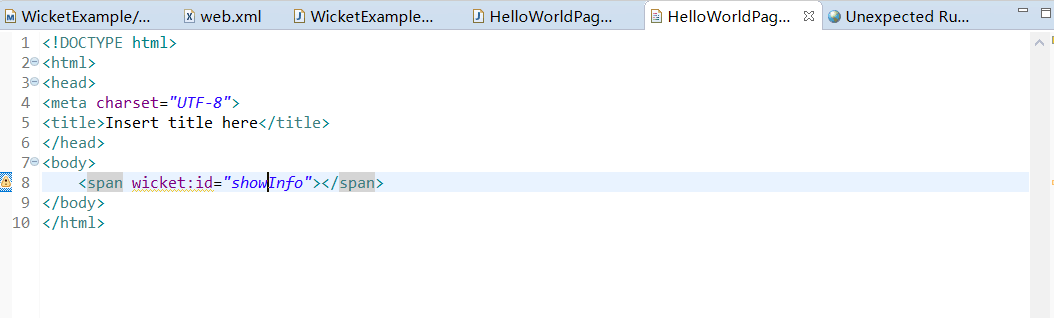 WicketExample/... web.xml WicketExample... HelloWorldPag... HelloWorldPag... Unexpected Ru...
1 <!DOCTYPE html>
2 <html>
3 <head>
4 <meta charset="UTF-8">
5 <title>Insert title here</title>
6 </head>
7 <body>
8 <span wicket:id="showInfo"></span>
9 </body>
10 </html>